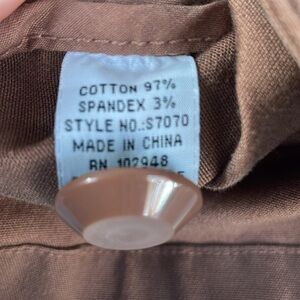 COTTON 97%
SPANDEX 3%
STYLE NO.:S7070
MADE IN CHINA
RN 102948